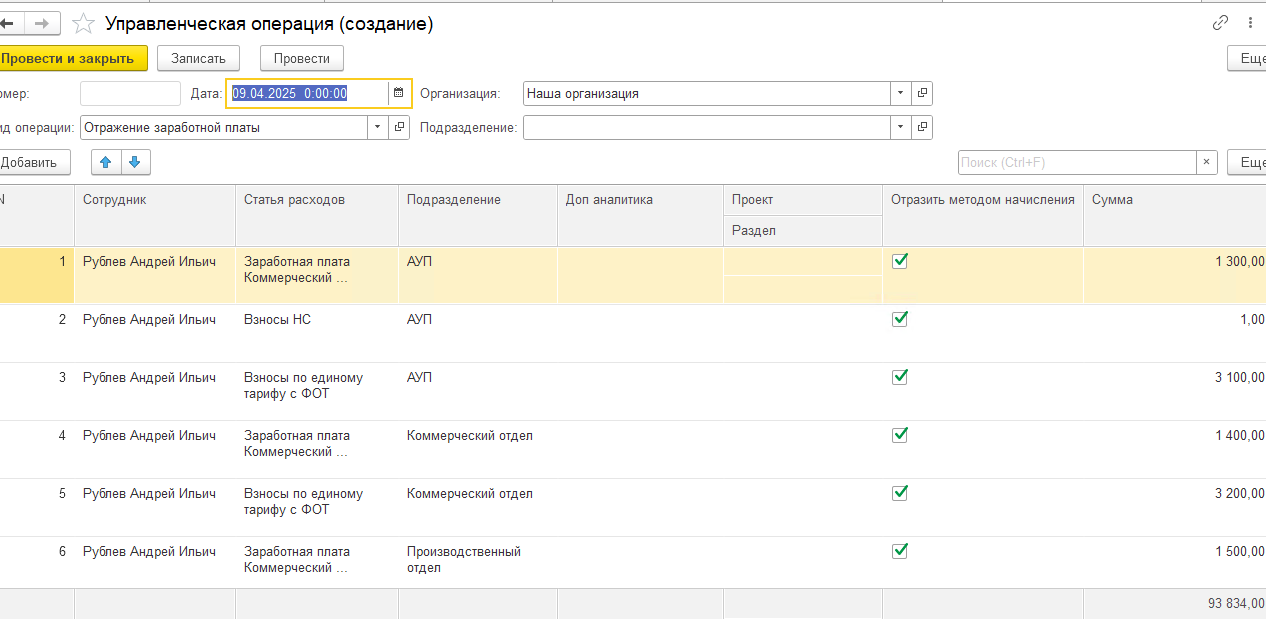 Управленческая операция (создание)
Провести и закрыть Записать Провести Еще
омер: Дата: 09.04.2025 0:00:00 Организация: Наша организация
ид операции: Отражение заработной платы Подразделение:
Добавить Поиск (Ctrl+F) × Еще
N Сотрудник Статья расходов Подразделение Доп аналитика Проект Отразить методом начисления Сумма
Раздел
1 Рублев Андрей Ильич Заработная плата АУП 1 300,00
Коммерческий ...
2 Рублев Андрей Ильич Взносы НС АУП 1,00
3 Рублев Андрей Ильич Взносы по единому АУП 3 100,00
тарифу с ФОТ
4 Рублев Андрей Ильич Заработная плата Коммерческий отдел 1 400,00
Коммерческий ...
5 Рублев Андрей Ильич Взносы по единому Коммерческий отдел 3 200,00
тарифу с ФОТ
6 Рублев Андрей Ильич Заработная плата Производственный 1 500,00
Коммерческий ... отдел
93 834,00